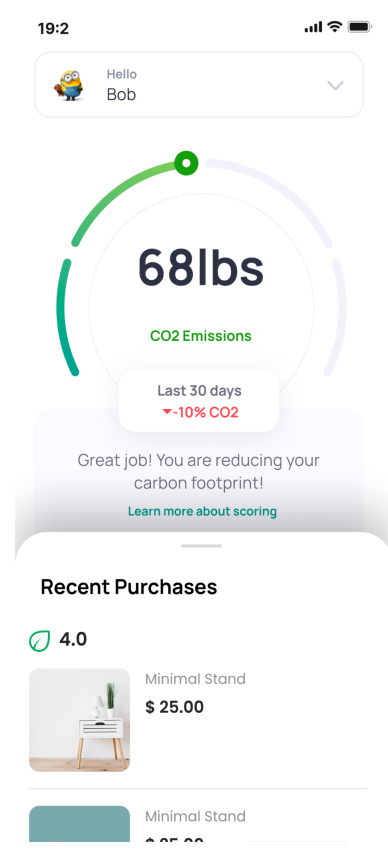 19:2
Hello
Bob
68lbs
CO2 Emissions
Last 30 days
-10% CO2
Great job! You are reducing your
carbon footprint!
Learn more about scoring
Recent Purchases
4.0
Minimal Stand
$ 25.00
Minimal Stand